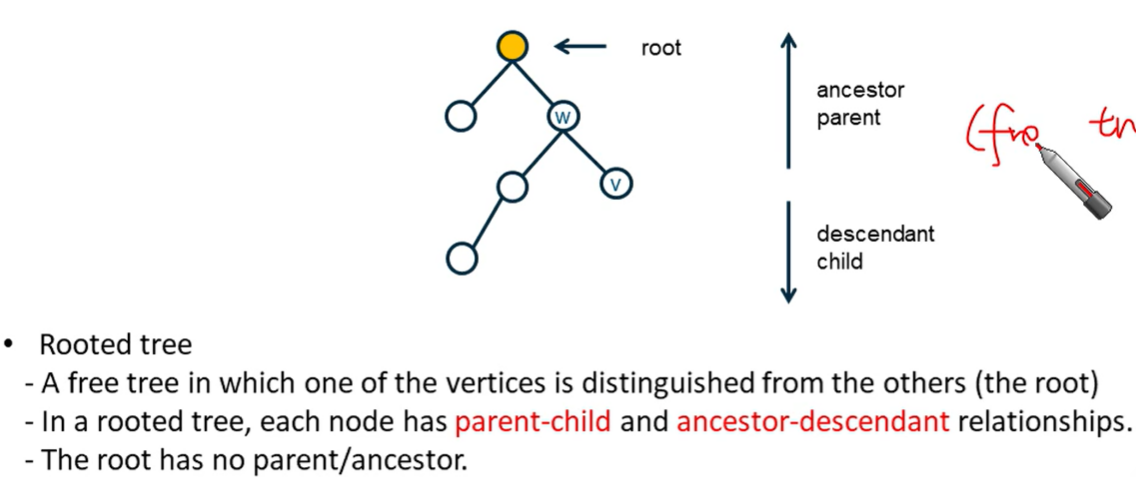 root
ancestor
parent
W
V
descendant
child
• Rooted tree
- A free tree in which one of the vertices is distinguished from the others (the root)
- In a rooted tree, each node has parent-child and ancestor-descendant relationships.
- The root has no parent/ancestor.